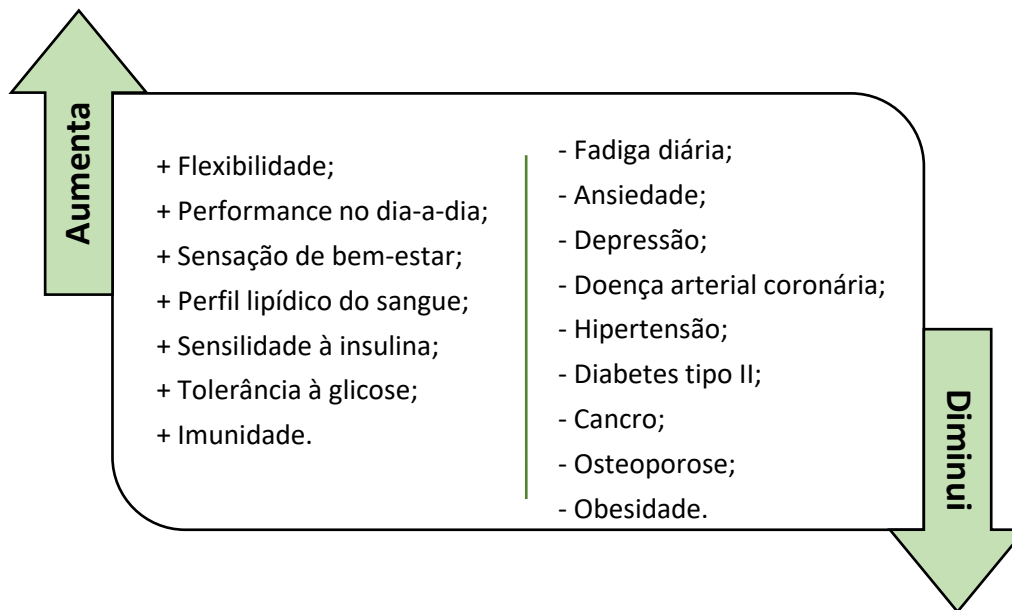 Aumenta
+ Flexibilidade;
+ Performance no dia-a-dia;
+ Sensação de bem-estar;
+ Perfil lipídico do sangue;
+ Sensilidade à insulina;
+ Tolerância à glicose;
+ Imunidade.
- Fadiga diária;
- Ansiedade;
- Depressão;
- Doença arterial coronária;
- Hipertensão;
- Diabetes tipo II;
- Cancro;
- Osteoporose;
- Obesidade.
Diminui